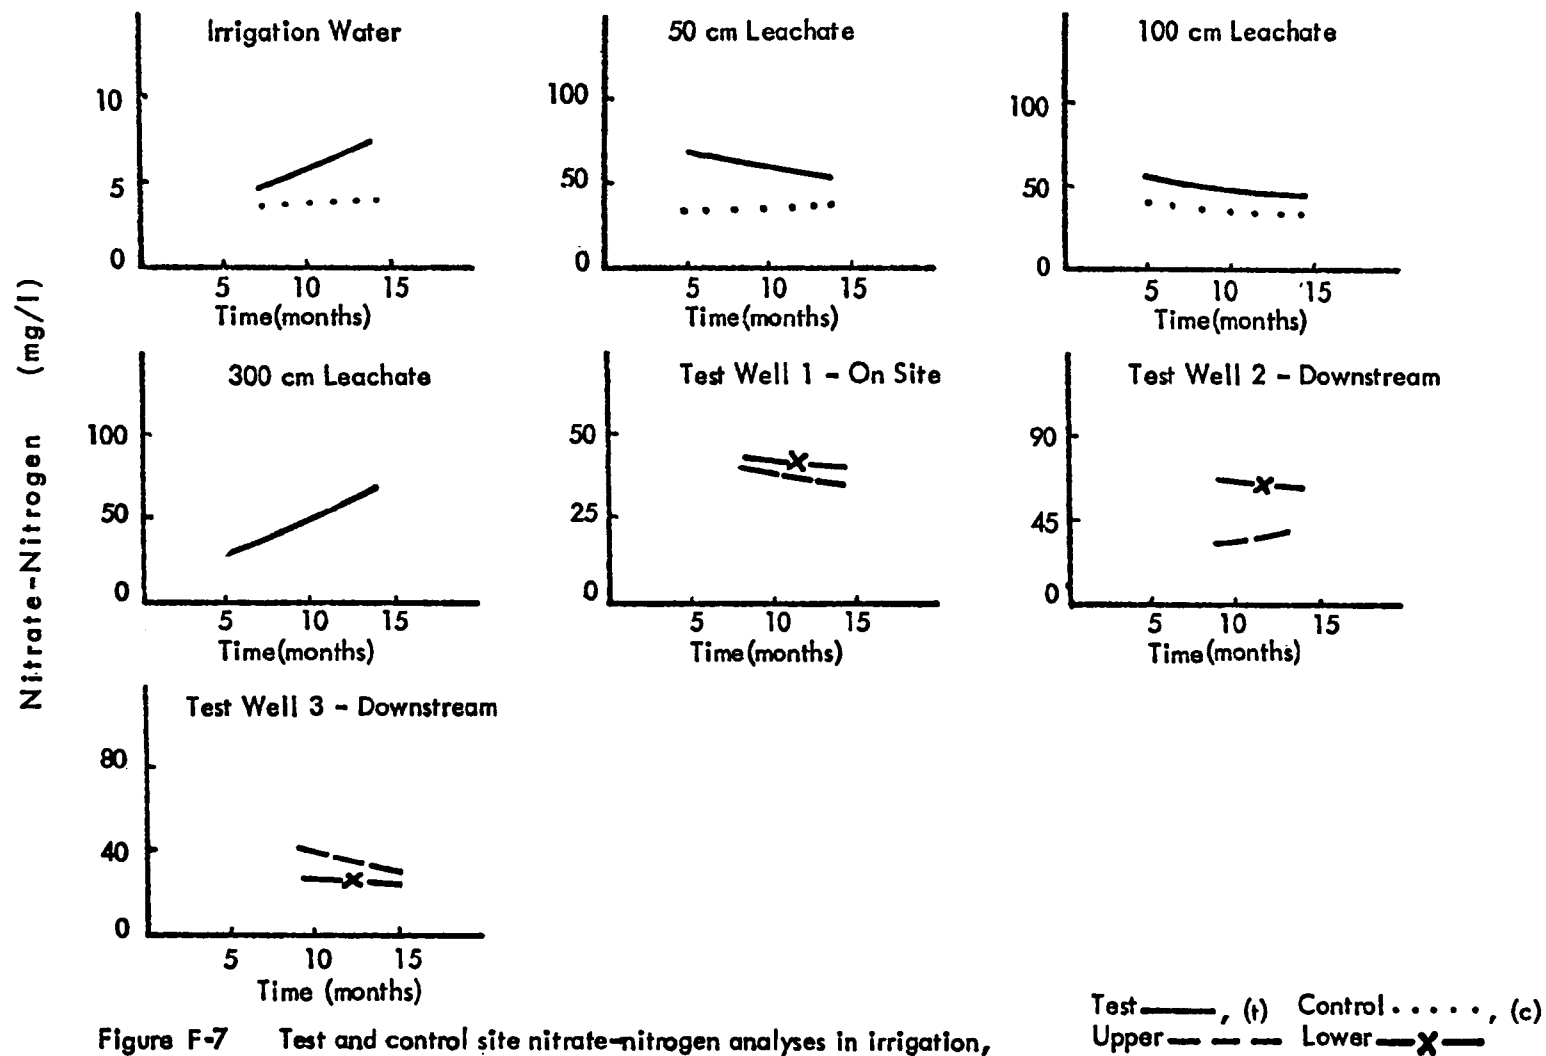 Nitrate-Nitrogen (mg/l)
Irrigation Water
10
5
0
5 10 15
Time(months)
50 cm Leachate
100
50
0
5 10 15
Time(months)
100 cm Leachate
100
50
0
5 10 15
Time(months)
300 cm Leachate
100
50
0
5 10 15
Time(months)
Test Well 1 - On Site
50
25
0
5 10 15
Time(months)
Test Well 2 - Downstream
90
45
0
5 10 15
Time(months)
Test Well 3 - Downstream
80
40
0
5 10 15
Time (months)
Test, (t) Control, (c)
Upper Lower
Figure F-7 Test and control site nitrate-nitrogen analyses in irrigation,